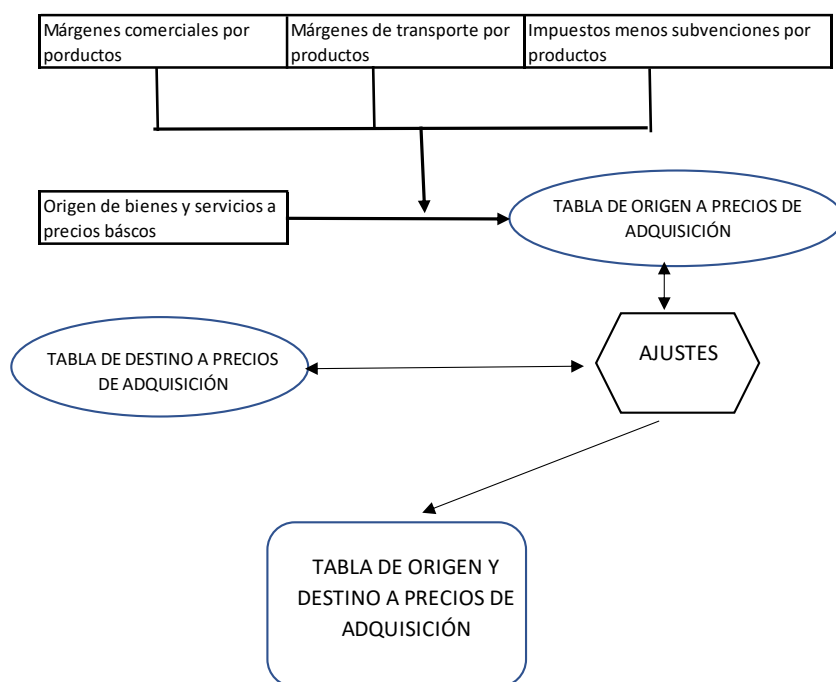 Márgenes comerciales por
porductos
Márgenes de transporte por
productos
Impuestos menos subvenciones por
productos
Origen de bienes y servicios a
precios báscos
TABLA DE ORIGEN A PRECIOS DE
ADQUISICIÓN
TABLA DE DESTINO A PRECIOS
DE ADQUISICIÓN
AJUSTES
TABLA DE ORIGEN Y
DESTINO A PRECIOS DE
ADQUISICIÓN